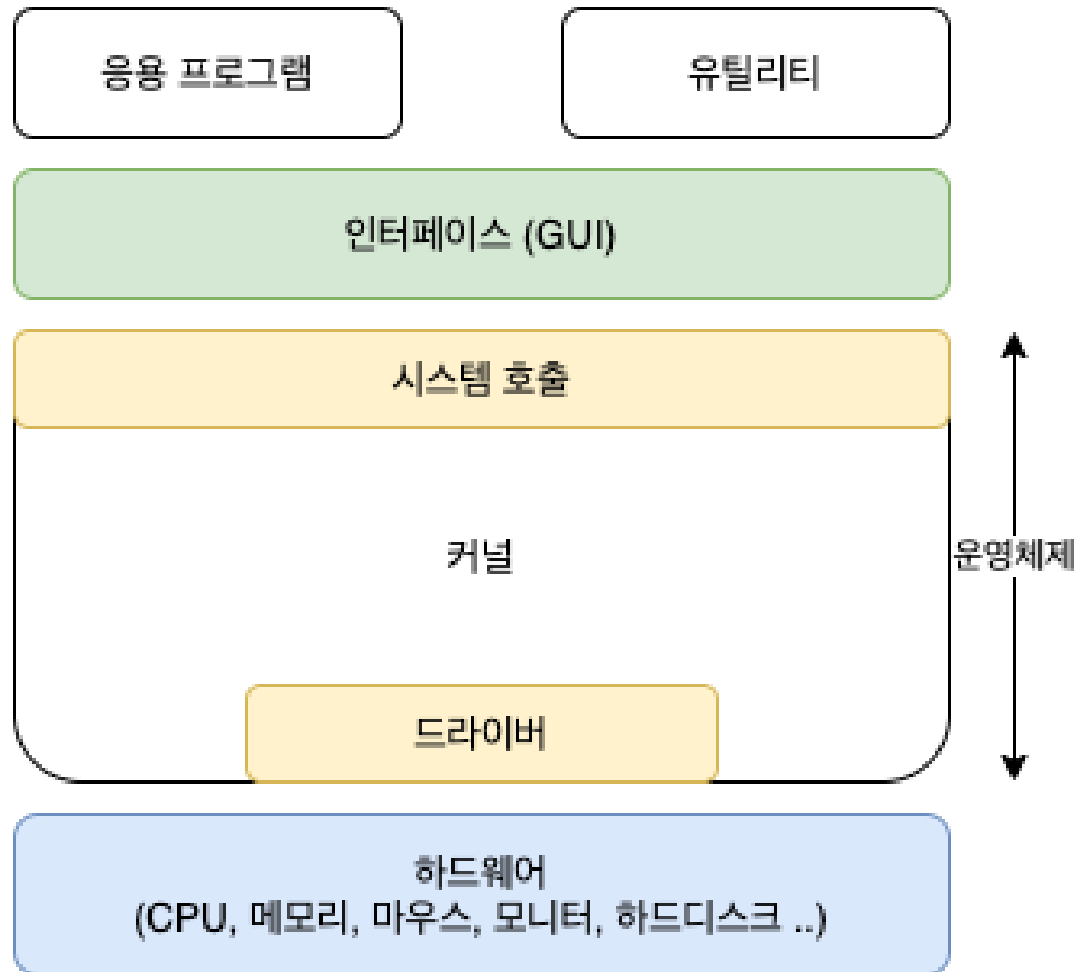 응용 프로그램
유틸리티
인터페이스 (GUI)
시스템 호출
커널
운영체제
드라이버
하드웨어
(CPU, 메모리, 마우스, 모니터, 하드디스크 ..)